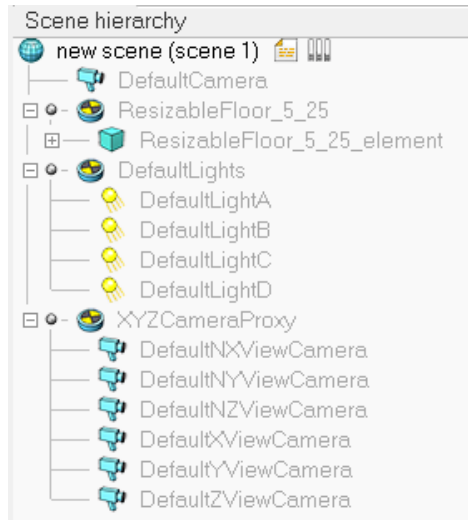 Scene hierarchy
new scene (scene 1)
DefaultCamera
ResizableFloor_5_25
ResizableFloor_5_25_element
DefaultLights
DefaultLightA
DefaultLightB
DefaultLightC
DefaultLightD
XYZCameraProxy
DefaultNXViewCamera
DefaultNYViewCamera
DefaultNZViewCamera
DefaultXViewCamera
DefaultYViewCamera
DefaultZViewCamera